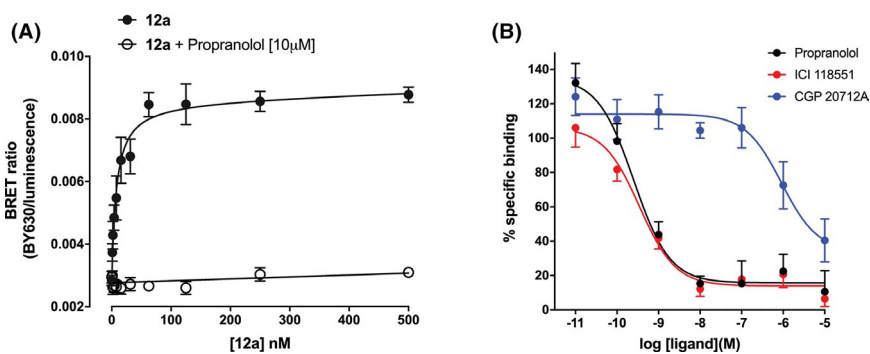 (A)
12a
12a + Propranolol [10μM]
BRET ratio
(BY630/luminescence)
0.010
0.008
0.006
0.004
0.002
0 100 200 300 400 500
[12a] nM
(B)
Propranolol
ICI 118551
CGP 20712A
% specific binding
140
120
100
80
60
40
20
0
-11 -10 -9 -8 -7 -6 -5
log [ligand](M)